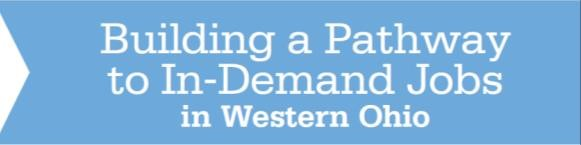 Building a Pathway
to In-Demand Jobs
in Western Ohio